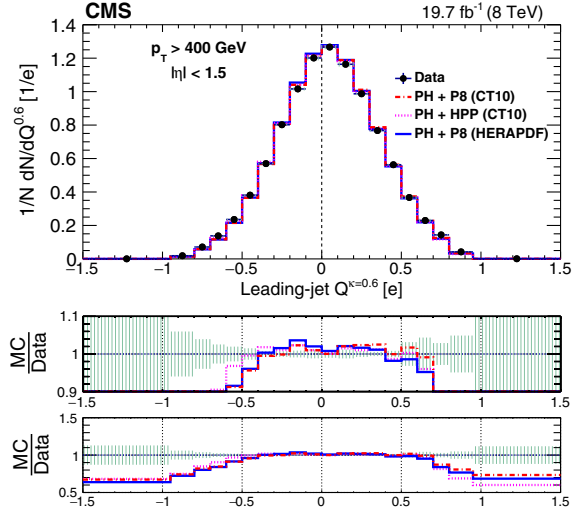 CMS 19.7 fb⁻¹ (8 TeV)
1.4
1.2
1
0.8
0.6
0.4
0.2
0
1/N dN/dQ^0.6 [1/e]
p_T > 400 GeV
|η| < 1.5
Data
PH + P8 (CT10)
PH + HPP (CT10)
PH + P8 (HERAPDF)
−1.5 −1 −0.5 0 0.5 1 1.5
Leading-jet Q^κ=0.6 [e]
1.1
1
0.9
MC
Data
−1.5 −1 −0.5 0 0.5 1 1.5
1.5
1
0.5
MC
Data
−1.5 −1 −0.5 0 0.5 1 1.5